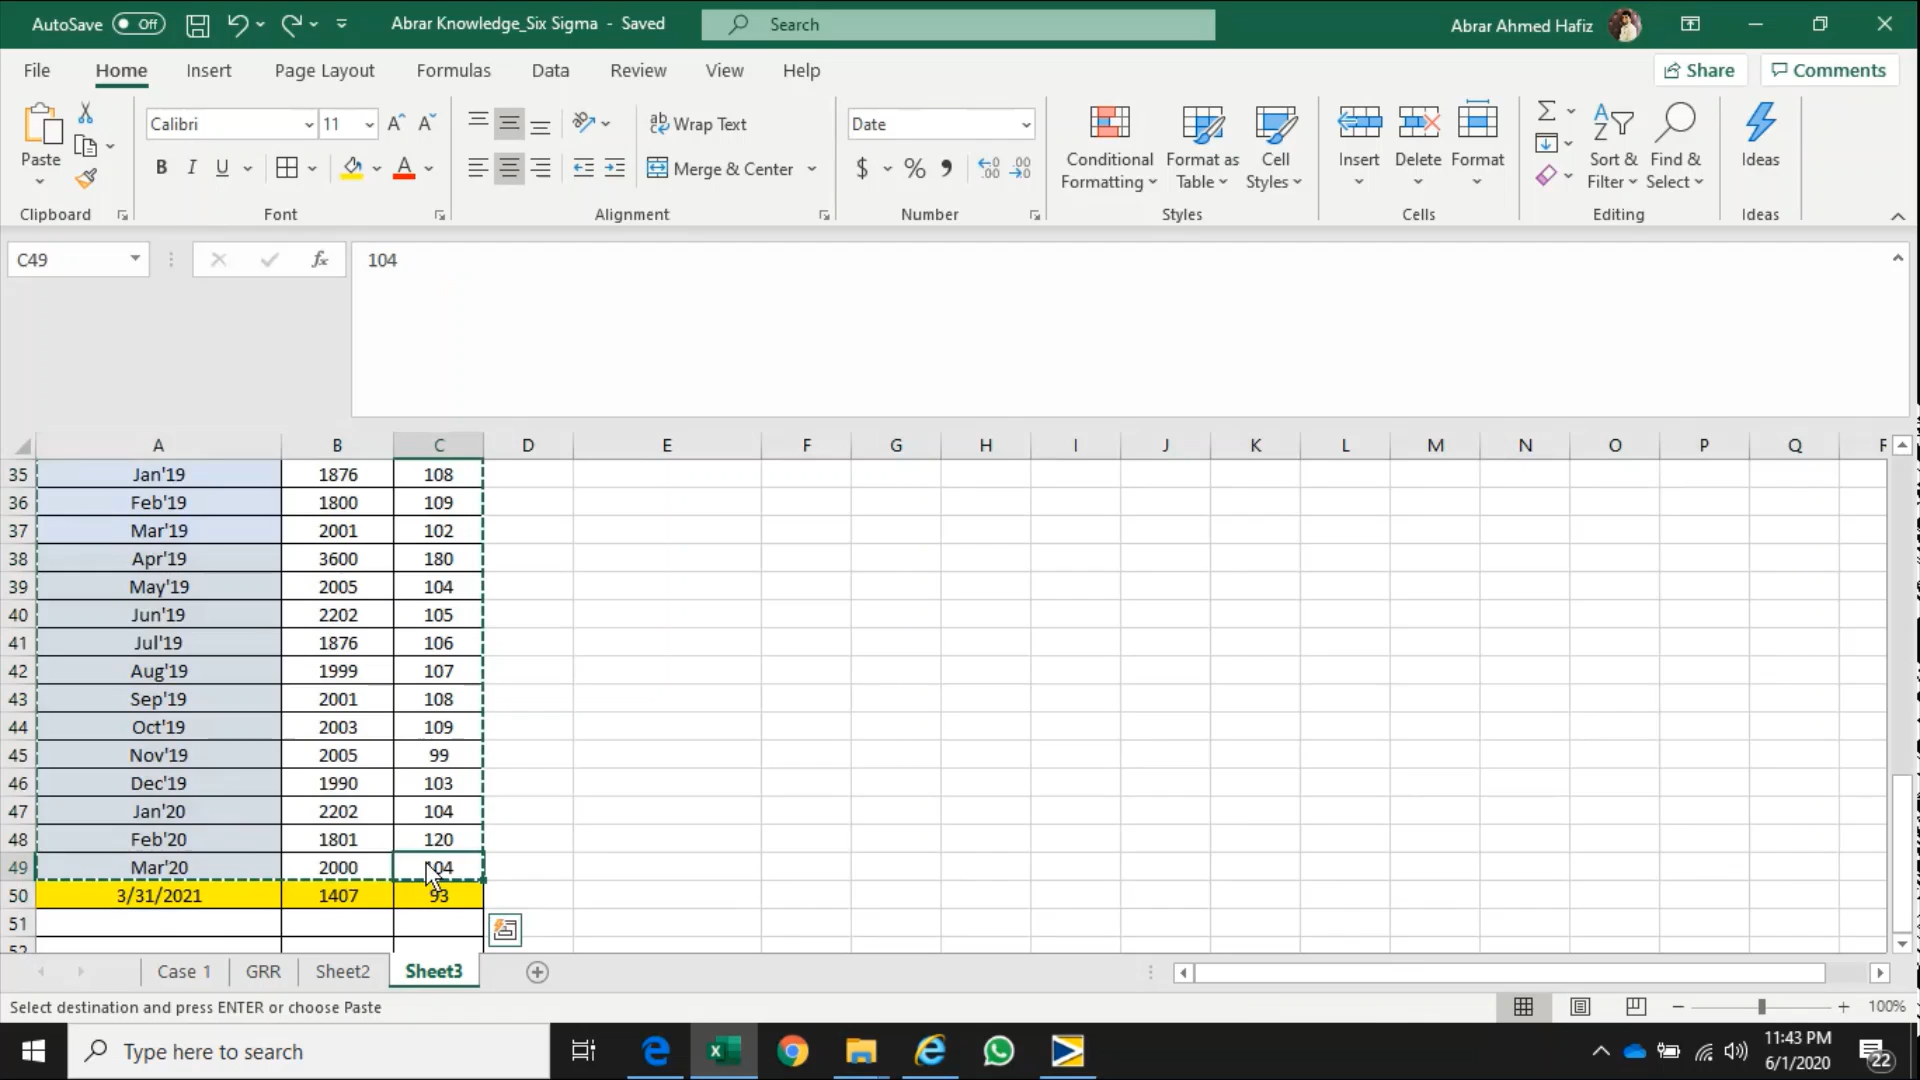 AutoSave Off Abrar Knowledge_Six Sigma - Saved Search Abrar Ahmed Hafiz
File Home Insert Page Layout Formulas Data Review View Help Share Comments
Calibri 11 Wrap Text Date
Paste B I U Merge & Center $ % Conditional Formatting Format as Table Cell Styles Insert Delete Format Sort & Filter Find & Select Ideas
Clipboard Font Alignment Number Styles Cells Editing Ideas
C49 fx 104
A B C D E F G H I J K L M N O P Q
35 Jan'19 1876 108
36 Feb'19 1800 109
37 Mar'19 2001 102
38 Apr'19 3600 180
39 May'19 2005 104
40 Jun'19 2202 105
41 Jul'19 1876 106
42 Aug'19 1999 107
43 Sep'19 2001 108
44 Oct'19 2003 109
45 Nov'19 2005 99
46 Dec'19 1990 103
47 Jan'20 2202 104
48 Feb'20 1801 120
49 Mar'20 2000 104
50 3/31/2021 1407 93
51
52
Case 1 GRR Sheet2 Sheet3
Select destination and press ENTER or choose Paste 100%
Type here to search 11:43 PM
6/1/2020 22